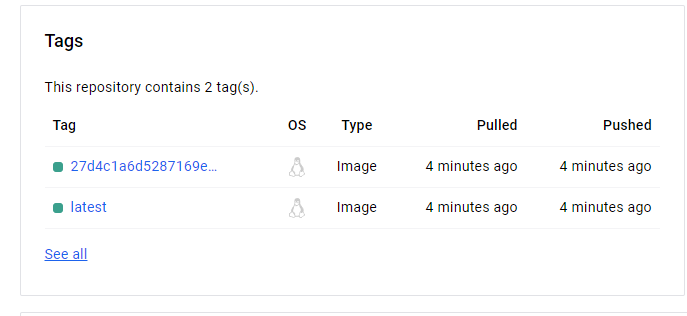 Tags
This repository contains 2 tag(s).
Tag OS Type Pulled Pushed
27d4c1a6d5287169e… Image 4 minutes ago 4 minutes ago
latest Image 4 minutes ago 4 minutes ago
See all